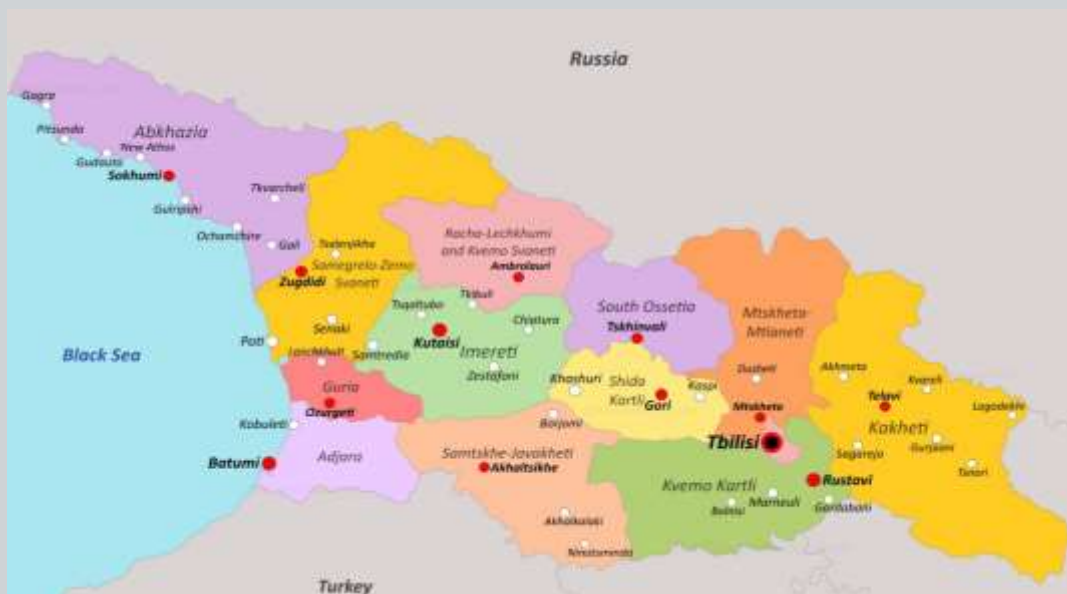 Russia
Gagra
Pitsunda
Abkhazia
New Athos
Gudauta
Sokhumi
Gulripshi
Tkvarcheli
Ochamchire
Gali
Tsalenjikha
Racha-Lechkhumi
and Kvemo Svaneti
Ambrolauri
Zugdidi
Samegrelo-Zemo
Svaneti
Tsqaltubo
Tkibuli
South Ossetia
Tskhinvali
Mtskheta-
Mtianeti
Senaki
Chiatura
Kutaisi
Poti
Black Sea
Lanchkhuti
Samtredia
Imereti
Zestafoni
Dusheti
Akhmeta
Kvareli
Khashuri
Shida
Kartli
Kaspi
Guria
Gori
Telavi
Lagodekhi
Ozurgeti
Mtskheta
Kobuleti
Borjomi
Kakheti
Tbilisi
Gurjaani
Batumi
Adjara
Samtskhe-Javakheti
Sagarejo
Akhaltsikhe
Tsnori
Kvemo Kartli
Rustavi
Marneuli
Bolnisi
Gardabani
Akhalkalaki
Ninotsminda
Turkey